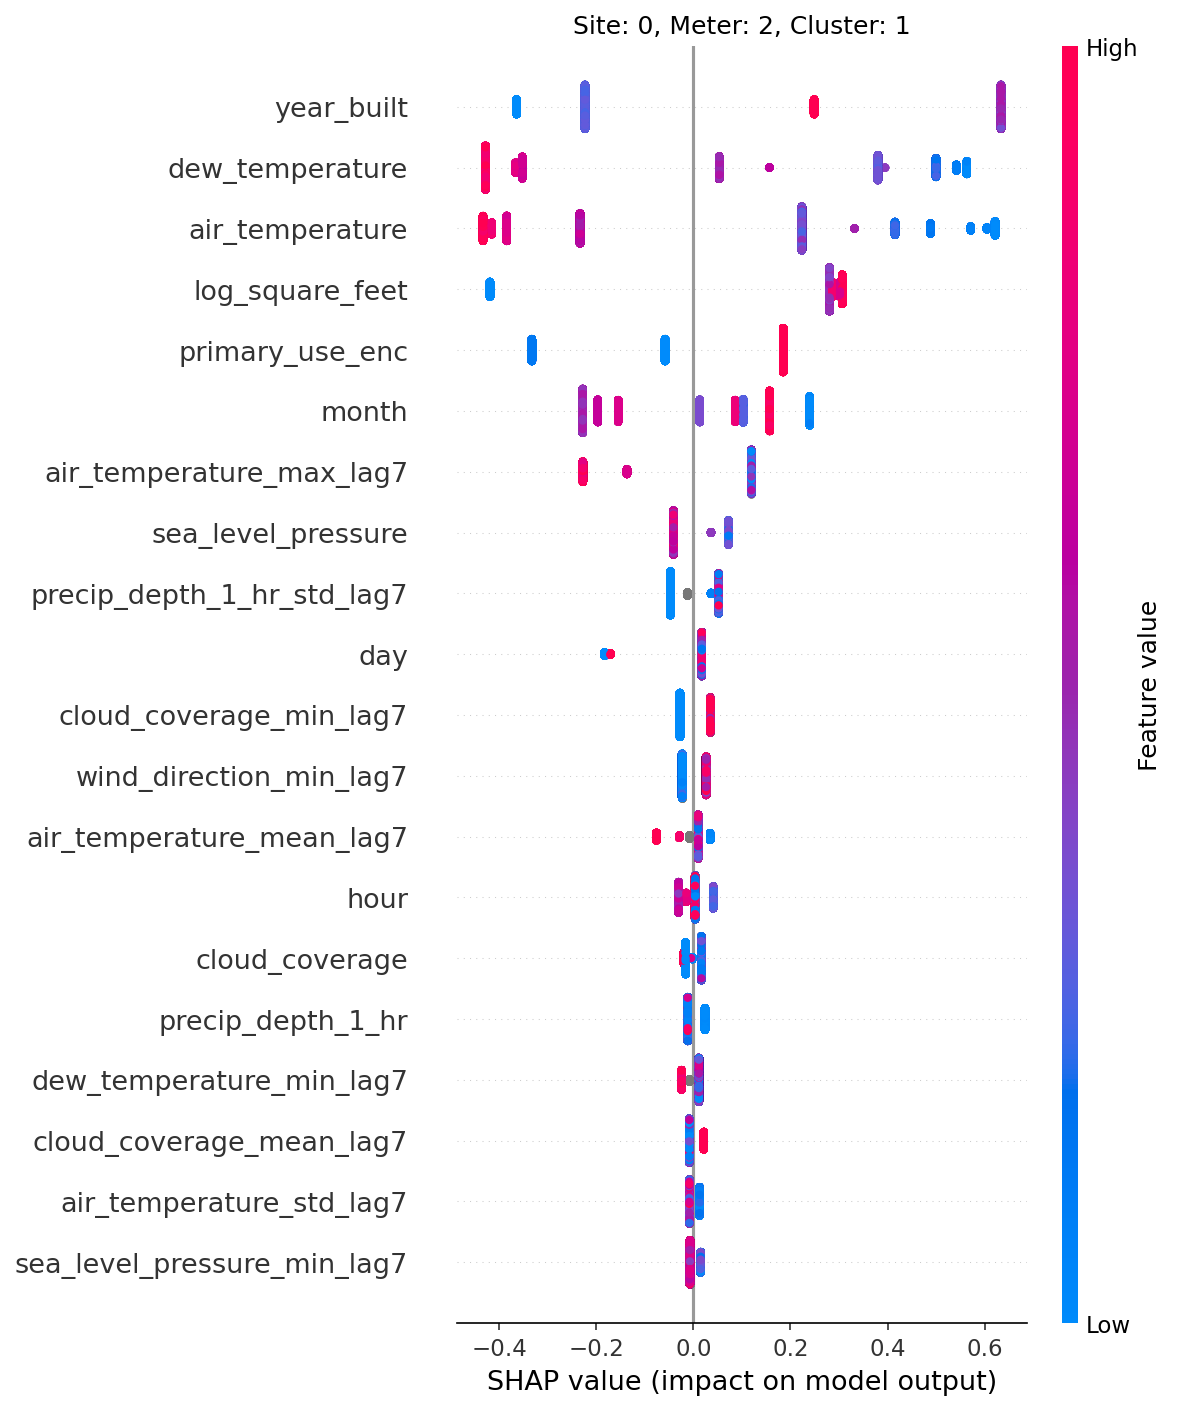 Site: 0, Meter: 2, Cluster: 1
High
year_built
dew_temperature
air_temperature
log_square_feet
primary_use_enc
month
air_temperature_max_lag7
sea_level_pressure
precip_depth_1_hr_std_lag7
day
cloud_coverage_min_lag7
wind_direction_min_lag7
air_temperature_mean_lag7
hour
cloud_coverage
precip_depth_1_hr
dew_temperature_min_lag7
cloud_coverage_mean_lag7
air_temperature_std_lag7
sea_level_pressure_min_lag7
Feature value
Low
−0.4 −0.2 0.0 0.2 0.4 0.6
SHAP value (impact on model output)